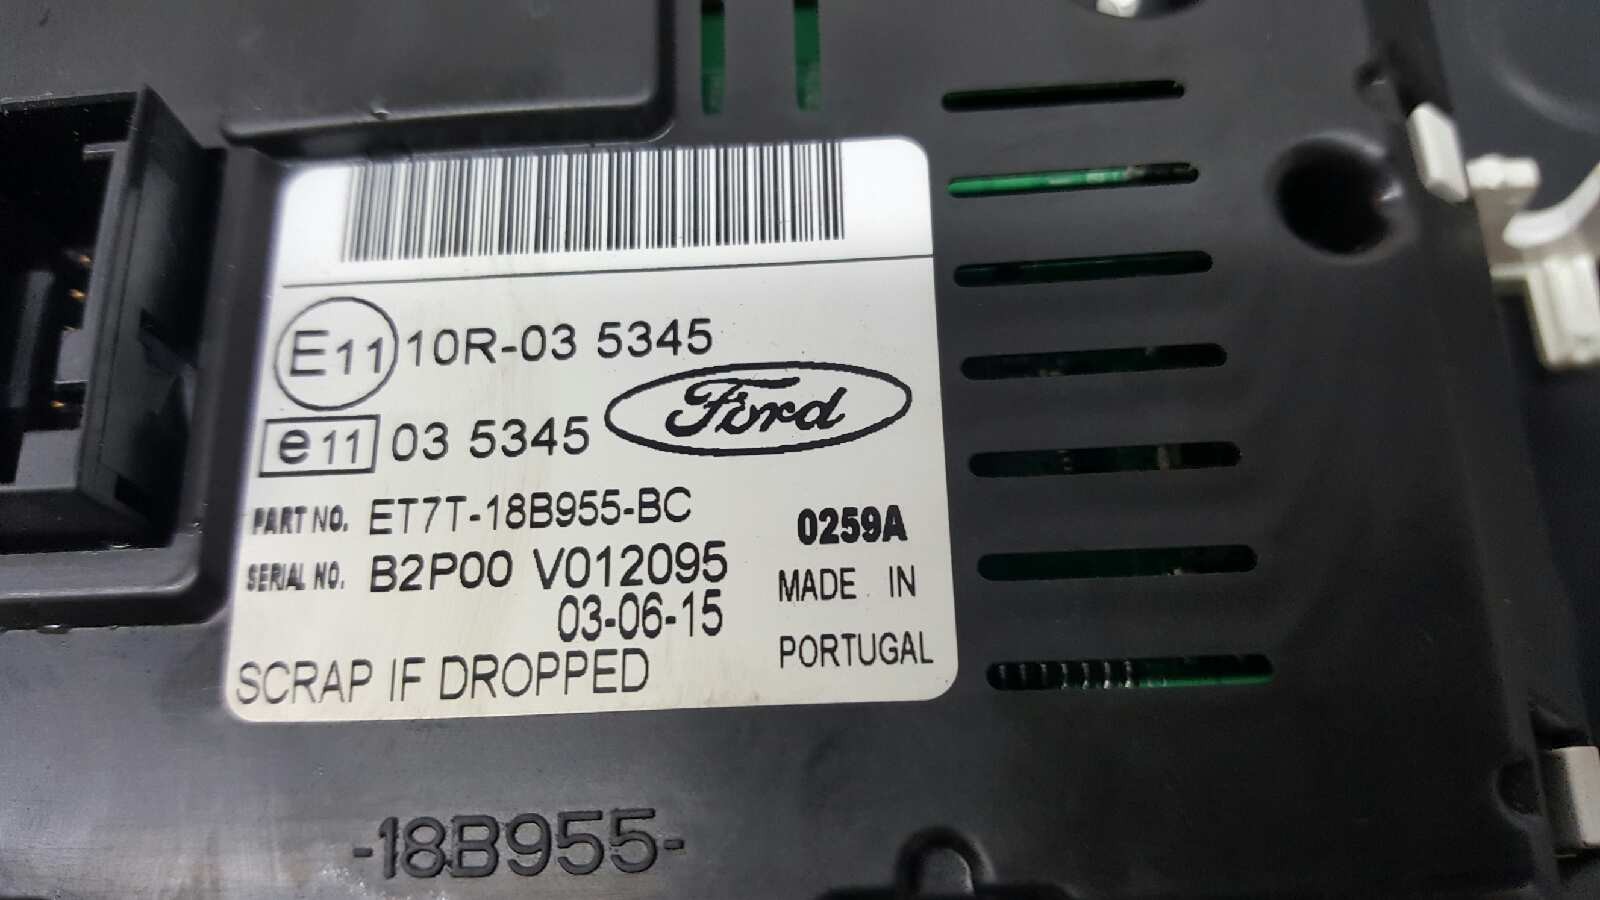 E11 10R-03 5345
Ford
e11 03 5345
PART NO. ET7T-18B955-BC
0259A
SERIAL NO. B2P00 V012095
MADE IN
03-06-15
PORTUGAL
SCRAP IF DROPPED
-18B955-